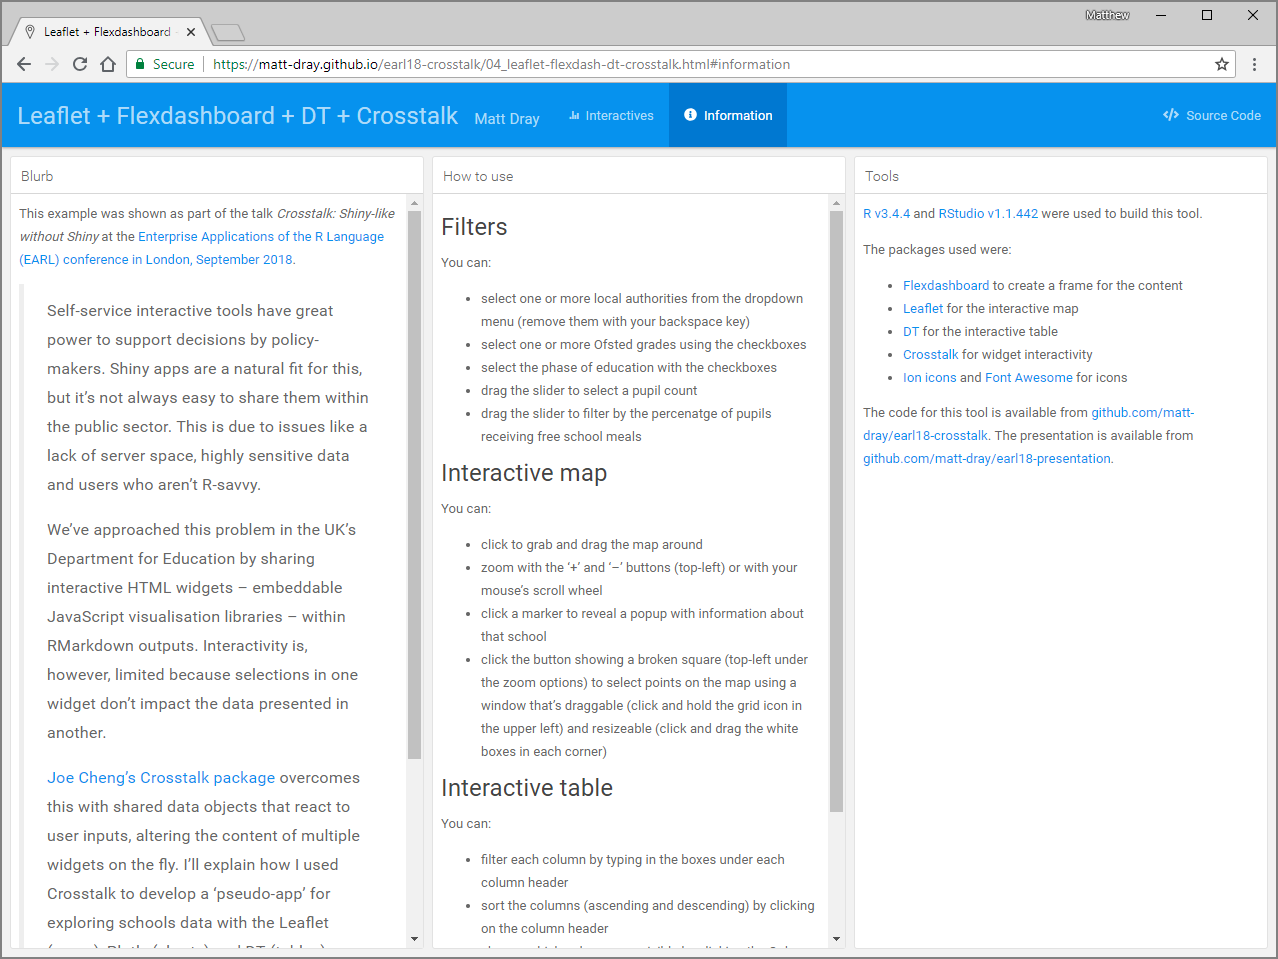 Matthew
Leaflet + Flexdashboard
Secure
https://matt-dray.github.io/earl18-crosstalk/04_leaflet-flexdash-dt-crosstalk.html#information
Leaflet + Flexdashboard + DT + Crosstalk Matt Dray Interactives Information Source Code
Blurb
This example was shown as part of the talk Crosstalk: Shiny-like
without Shiny at the Enterprise Applications of the R Language
(EARL) conference in London, September 2018.
Self-service interactive tools have great
power to support decisions by policy-
makers. Shiny apps are a natural fit for this,
but it’s not always easy to share them within
the public sector. This is due to issues like a
lack of server space, highly sensitive data
and users who aren’t R-savvy.
We’ve approached this problem in the UK’s
Department for Education by sharing
interactive HTML widgets – embeddable
JavaScript visualisation libraries – within
RMarkdown outputs. Interactivity is,
however, limited because selections in one
widget don’t impact the data presented in
another.
Joe Cheng’s Crosstalk package overcomes
this with shared data objects that react to
user inputs, altering the content of multiple
widgets on the fly. I’ll explain how I used
Crosstalk to develop a ‘pseudo-app’ for
exploring schools data with the Leaflet
How to use
Filters
You can:
• select one or more local authorities from the dropdown
menu (remove them with your backspace key)
• select one or more Ofsted grades using the checkboxes
• select the phase of education with the checkboxes
• drag the slider to select a pupil count
• drag the slider to filter by the percenatge of pupils
receiving free school meals
Interactive map
You can:
• click to grab and drag the map around
• zoom with the ‘+’ and ‘–’ buttons (top-left) or with your
mouse’s scroll wheel
• click a marker to reveal a popup with information about
that school
• click the button showing a broken square (top-left under
the zoom options) to select points on the map using a
window that’s draggable (click and hold the grid icon in
the upper left) and resizeable (click and drag the white
boxes in each corner)
Interactive table
You can:
• filter each column by typing in the boxes under each
column header
• sort the columns (ascending and descending) by clicking
on the column header
Tools
R v3.4.4 and RStudio v1.1.442 were used to build this tool.
The packages used were:
• Flexdashboard to create a frame for the content
• Leaflet for the interactive map
• DT for the interactive table
• Crosstalk for widget interactivity
• Ion icons and Font Awesome for icons
The code for this tool is available from github.com/matt-
dray/earl18-crosstalk. The presentation is available from
github.com/matt-dray/earl18-presentation.